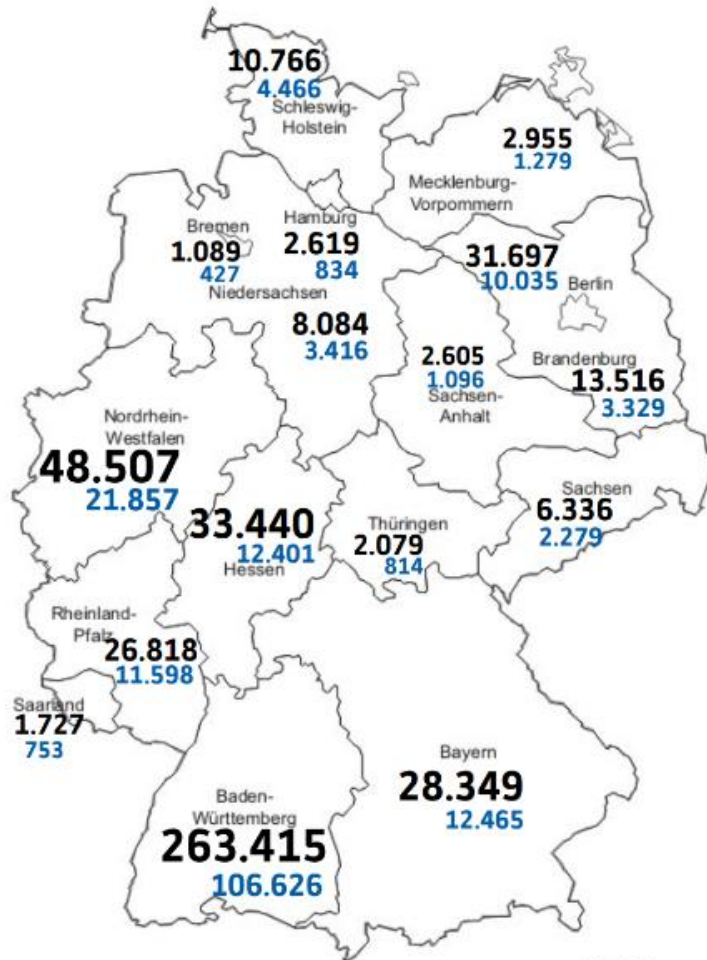 10.766
4.466
Schleswig-
Holstein
2.955
1.279
Mecklenburg-
Vorpommern
Bremen
1.089
427
Hamburg
2.619
834
Niedersachsen
8.084
3.416
31.697
10.035
Berlin
Brandenburg
13.516
3.329
2.605
1.096
Sachsen-
Anhalt
Nordrhein-
Westfalen
48.507
21.857
33.440
12.401
Hessen
Thüringen
2.079
814
Sachsen
6.336
2.279
Rheinland-
Pfalz
26.818
11.598
Saarland
1.727
753
Bayern
28.349
12.465
Baden-
Württemberg
263.415
106.626